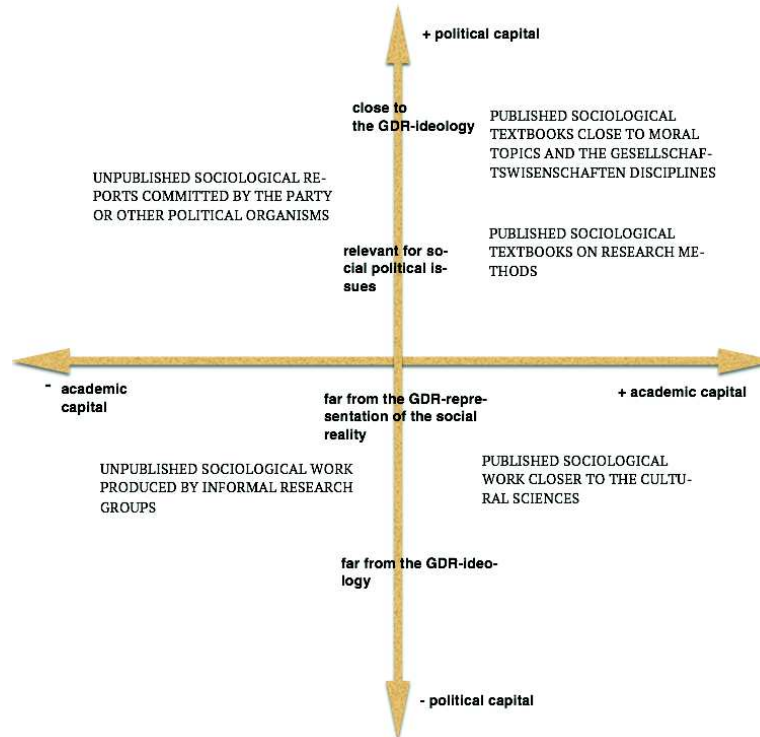 + political capital
close to
the GDR-ideology
PUBLISHED SOCIOLOGICAL
TEXTBOOKS CLOSE TO MORAL
TOPICS AND THE GESELLSCHAF-
TSWISENSCHAFTEN DISCIPLINES
UNPUBLISHED SOCIOLOGICAL RE-
PORTS COMMITTED BY THE PARTY
OR OTHER POLITICAL ORGANISMS
PUBLISHED SOCIOLOGICAL
TEXTBOOKS ON RESEARCH ME-
THODS
relevant for so-
cial political is-
sues
- academic
capital
far from the GDR-repre-
sentation of the social
reality
+ academic capital
UNPUBLISHED SOCIOLOGICAL WORK
PRODUCED BY INFORMAL RESEARCH
GROUPS
PUBLISHED SOCIOLOGICAL
WORK CLOSER TO THE CULTU-
RAL SCIENCES
far from the GDR-ideo-
logy
- political capital